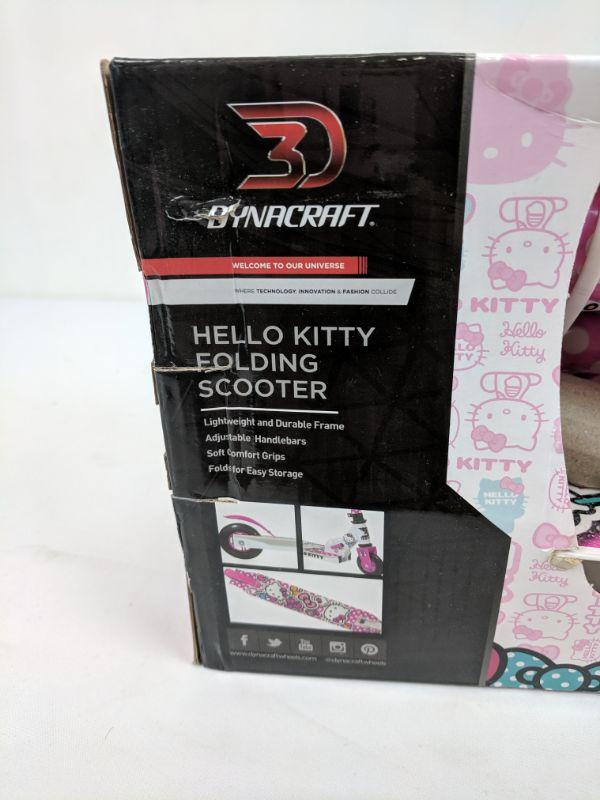 3D
DYNACRAFT.
WELCOME TO OUR UNIVERSE
WHERE TECHNOLOGY, INNOVATION & FASHION COLLIDE
HELLO KITTY
FOLDING
SCOOTER
Lightweight and Durable Frame
Adjustable Handlebars
Soft Comfort Grips
Folds for Easy Storage
www.dynacraftwheels.com @dynacraftwheels
KITTY
Hello
Kitty
KITTY
HELLO
KITTY
Hello
Kitty